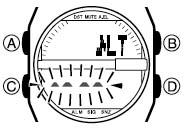 DST MUTE A.EL
A ALT B
C D
ALM SIG SNZ